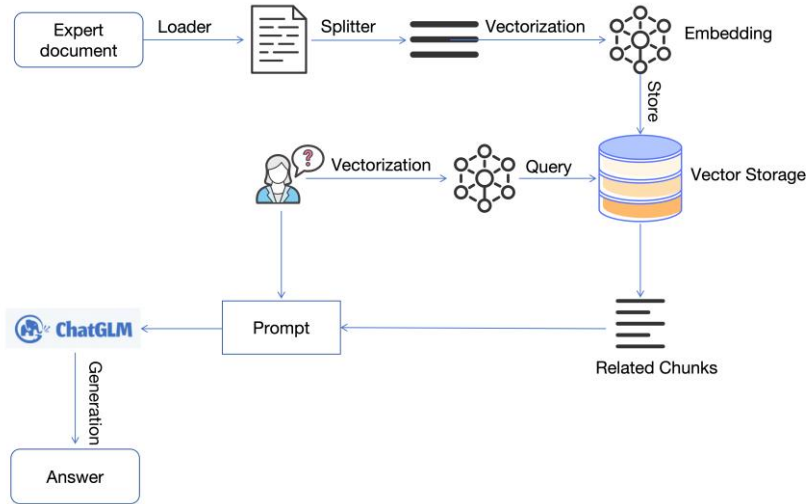 Expert
document
Loader
Splitter
Vectorization
Embedding
Store
?
Vectorization
Query
Vector Storage
ChatGLM
Prompt
Related Chunks
Generation
Answer